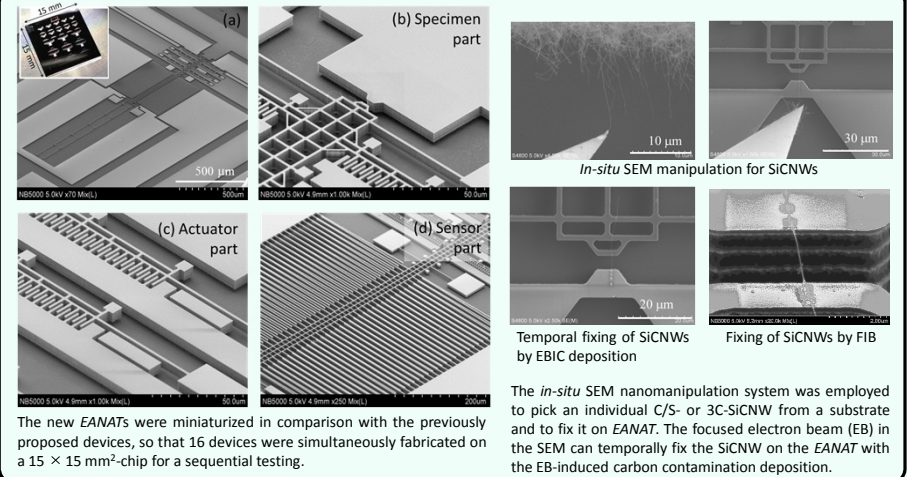 15 mm
15 mm
(a)
500 μm
NB5000 5.0kV x70 Mix(L) 500um
(b) Specimen
part
NB5000 5.0kV 4.9mm x1.00k Mix(L) 50.0um
(c) Actuator
part
NB5000 5.0kV 4.9mm x1.00k Mix(L) 50.0um
(d) Sensor
part
NB5000 5.0kV 4.9mm x250 Mix(L) 200um
The new EANATs were miniaturized in comparison with the previously
proposed devices, so that 16 devices were simultaneously fabricated on
a 15 × 15 mm²-chip for a sequential testing.
10 μm
30 μm
In-situ SEM manipulation for SiCNWs
20 μm
Temporal fixing of SiCNWs
by EBIC deposition
2.00um
Fixing of SiCNWs by FIB
The in-situ SEM nanomanipulation system was employed
to pick an individual C/S- or 3C-SiCNW from a substrate
and to fix it on EANAT. The focused electron beam (EB) in
the SEM can temporally fix the SiCNW on the EANAT with
the EB-induced carbon contamination deposition.